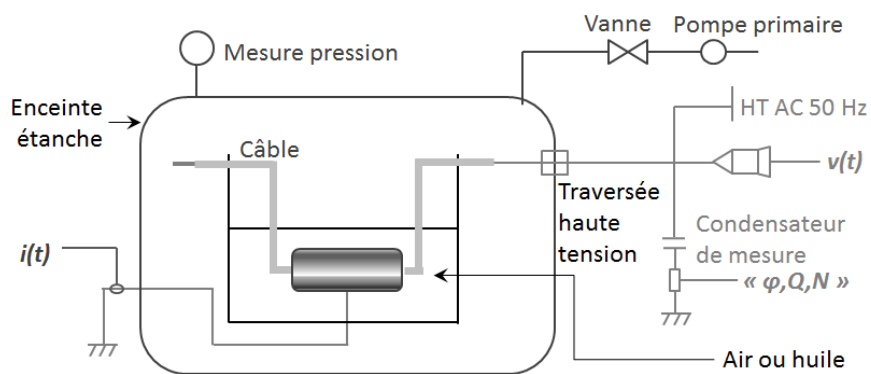 Vanne
Pompe primaire
Mesure pression
Enceinte
étanche
HT AC 50 Hz
Câble
v(t)
Traversée
haute
tension
Condensateur
de mesure
i(t)
« φ,Q,N »
Air ou huile